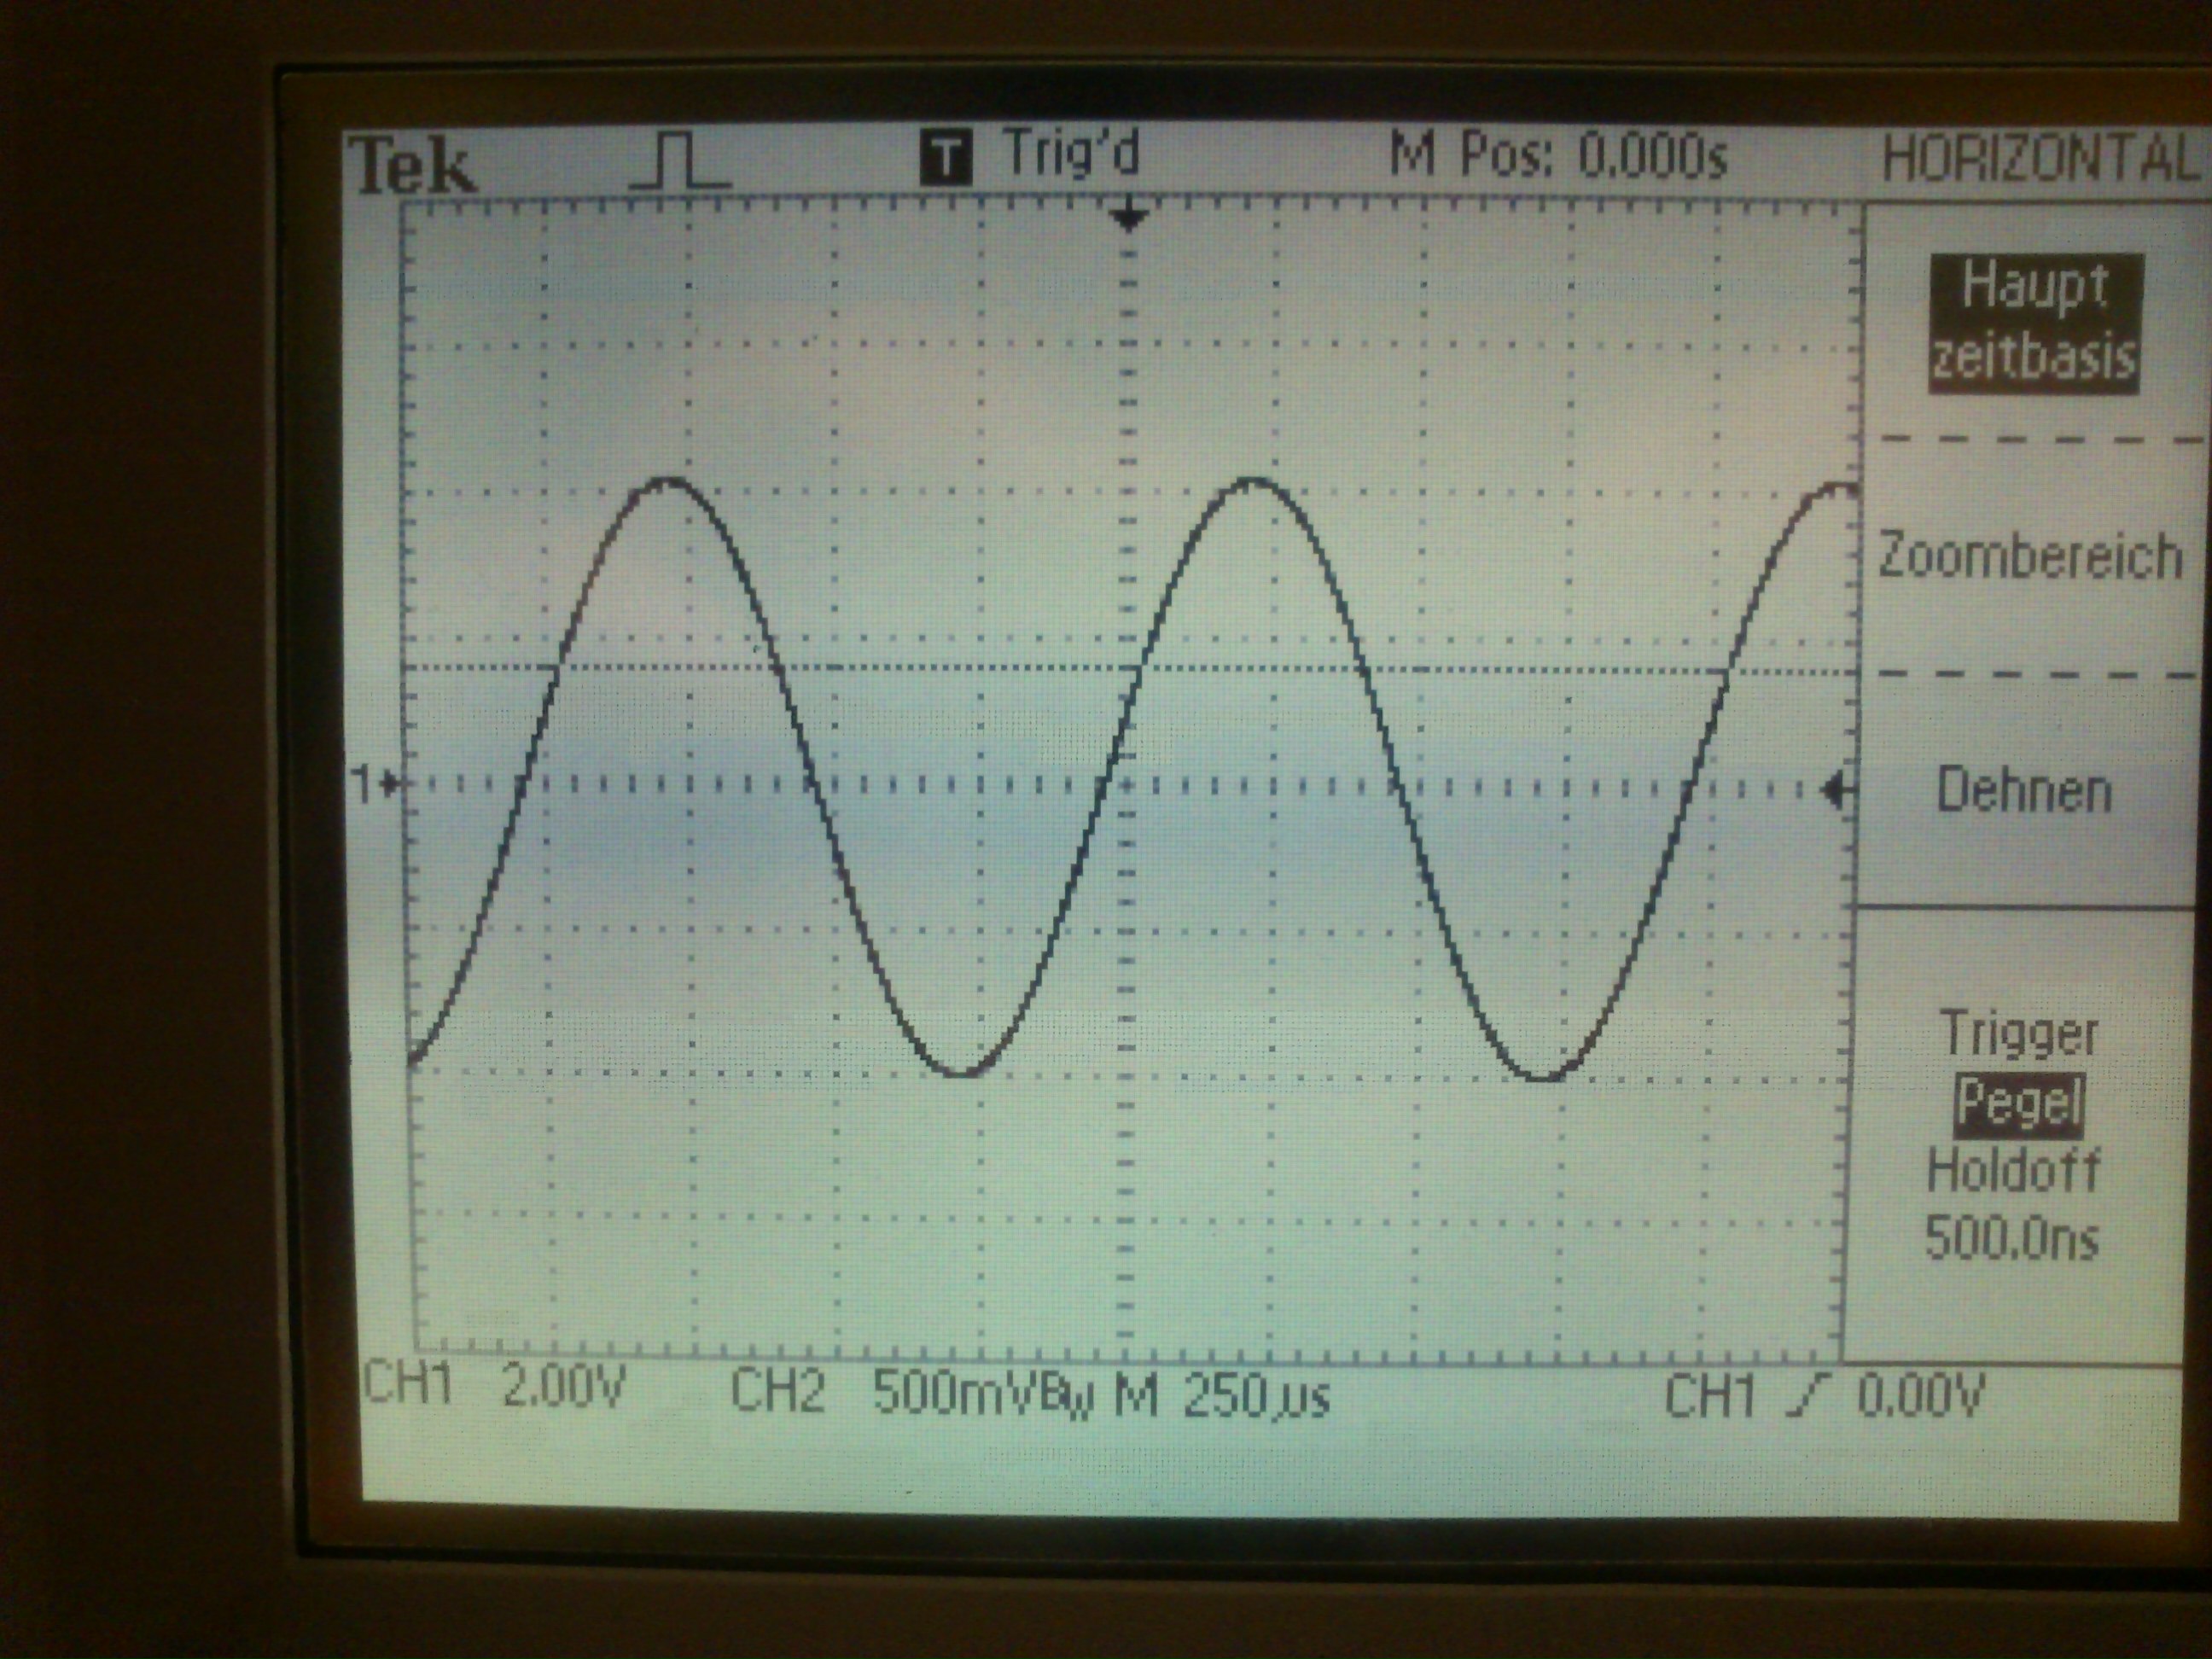 Tek T Trig'd M Pos: 0.000s HORIZONTAL
Haupt
zeitbasis
Zoombereich
1
Dehnen
Trigger
Pegel
Holdoff
500.0ns
CH1 2.00V CH2 500mVBW M 250µs CH1 0.00V